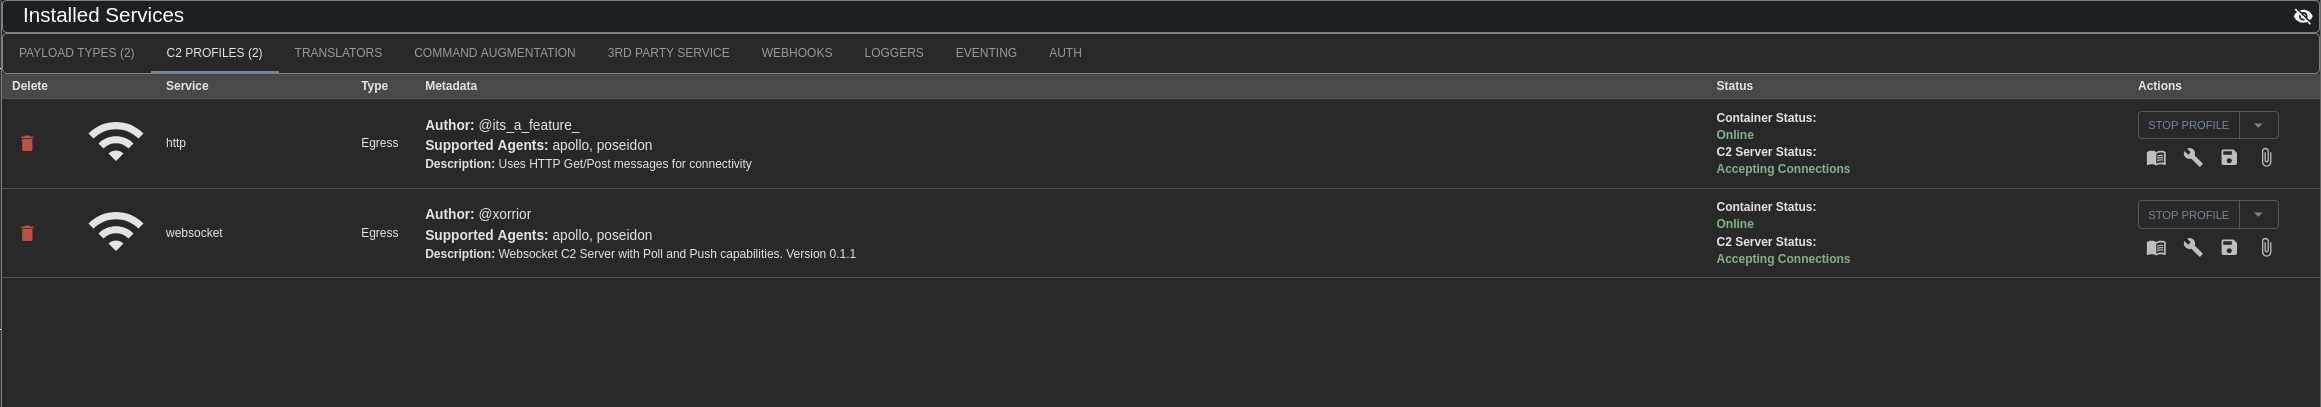 Installed Services
PAYLOAD TYPES (2) C2 PROFILES (2) TRANSLATORS COMMAND AUGMENTATION 3RD PARTY SERVICE WEBHOOKS LOGGERS EVENTING AUTH
Delete Service Type Metadata Status Actions
http Egress
Author: @its_a_feature_
Supported Agents: apollo, poseidon
Description: Uses HTTP Get/Post messages for connectivity
Container Status:
Online
C2 Server Status:
Accepting Connections
STOP PROFILE
websocket Egress
Author: @xorrior
Supported Agents: apollo, poseidon
Description: Websocket C2 Server with Poll and Push capabilities. Version 0.1.1
Container Status:
Online
C2 Server Status:
Accepting Connections
STOP PROFILE